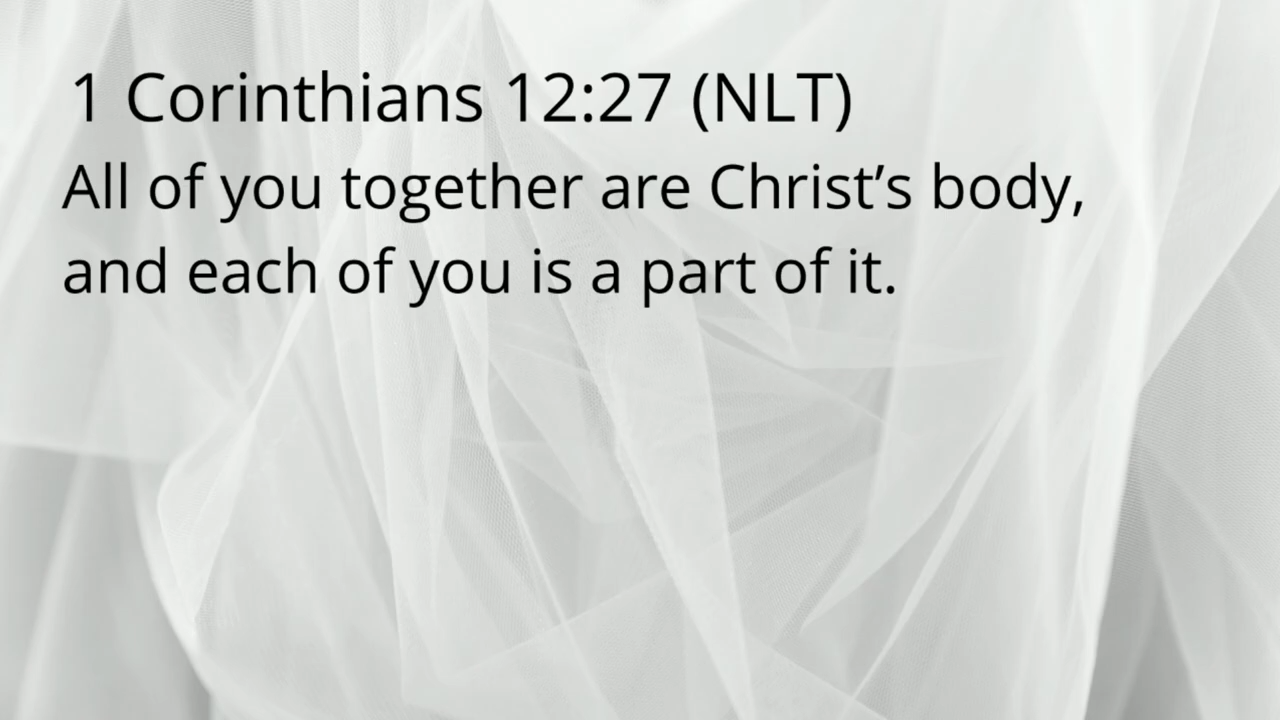 1 Corinthians 12:27 (NLT)
All of you together are Christ’s body,
and each of you is a part of it.